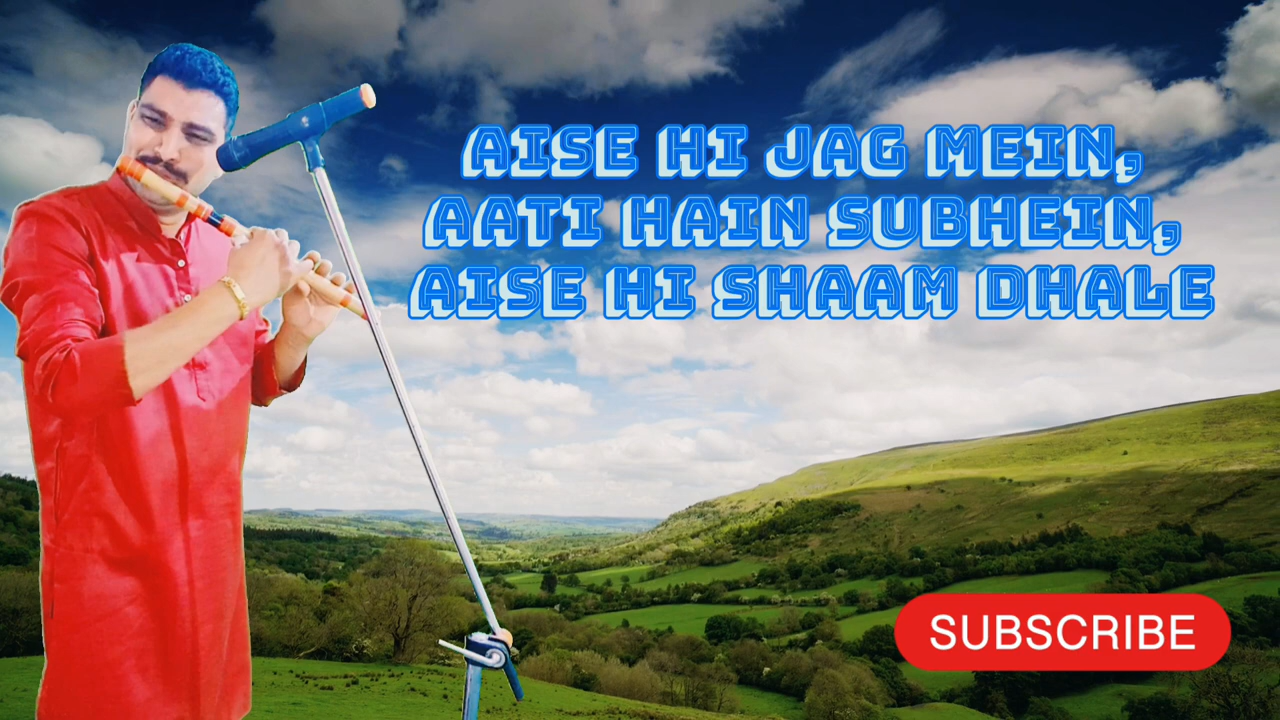 AISE HI JAG MEIN,
AATI HAIN SUBHEIN,
AISE HI SHAAM DHALE
SUBSCRIBE